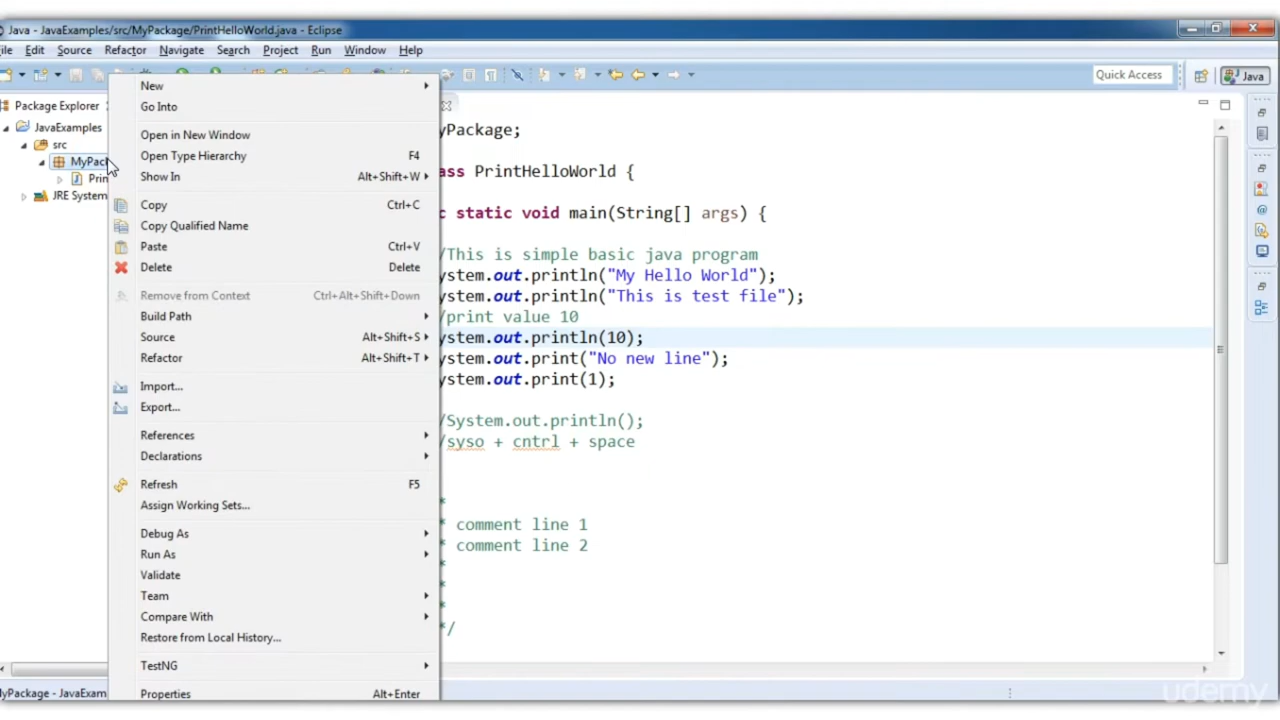 Java - JavaExamples/src/MyPackage/PrintHelloWorld.java - Eclipse
ile Edit Source Refactor Navigate Search Project Run Window Help
Quick Access
Java
Package Explorer
JavaExamples
src
MyPack
Prin
JRE System
New
Go Into
Open in New Window
Open Type Hierarchy F4
Show In Alt+Shift+W
Copy Ctrl+C
Copy Qualified Name
Paste Ctrl+V
Delete Delete
Remove from Context Ctrl+Alt+Shift+Down
Build Path
Source Alt+Shift+S
Refactor Alt+Shift+T
Import...
Export...
References
Declarations
Refresh F5
Assign Working Sets...
Debug As
Run As
Validate
Team
Compare With
Restore from Local History...
TestNG
Properties Alt+Enter
yPackage;
ass PrintHelloWorld {
c static void main(String[] args) {
/This is simple basic java program
ystem.out.println("My Hello World");
ystem.out.println("This is test file");
/print value 10
ystem.out.println(10);
ystem.out.print("No new line");
ystem.out.print(1);
/System.out.println();
/syso + cntrl + space
*
* comment line 1
* comment line 2
*
*
*
*/
MyPackage - JavaExam
udemy